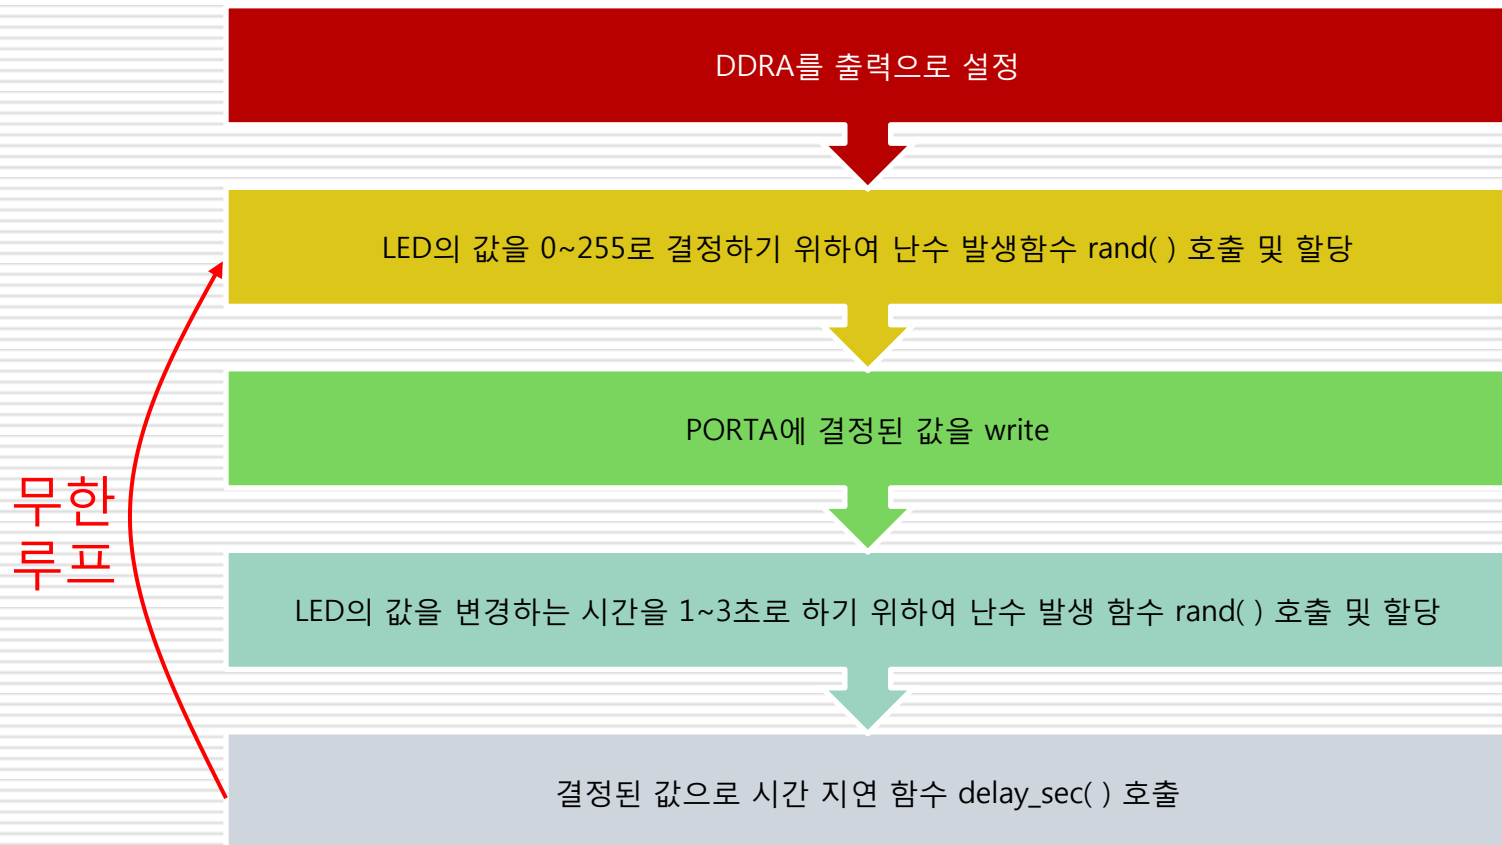 DDRA를 출력으로 설정
LED의 값을 0~255로 결정하기 위하여 난수 발생함수 rand( ) 호출 및 할당
PORTA에 결정된 값을 write
무한
루프
LED의 값을 변경하는 시간을 1~3초로 하기 위하여 난수 발생 함수 rand( ) 호출 및 할당
결정된 값으로 시간 지연 함수 delay_sec( ) 호출